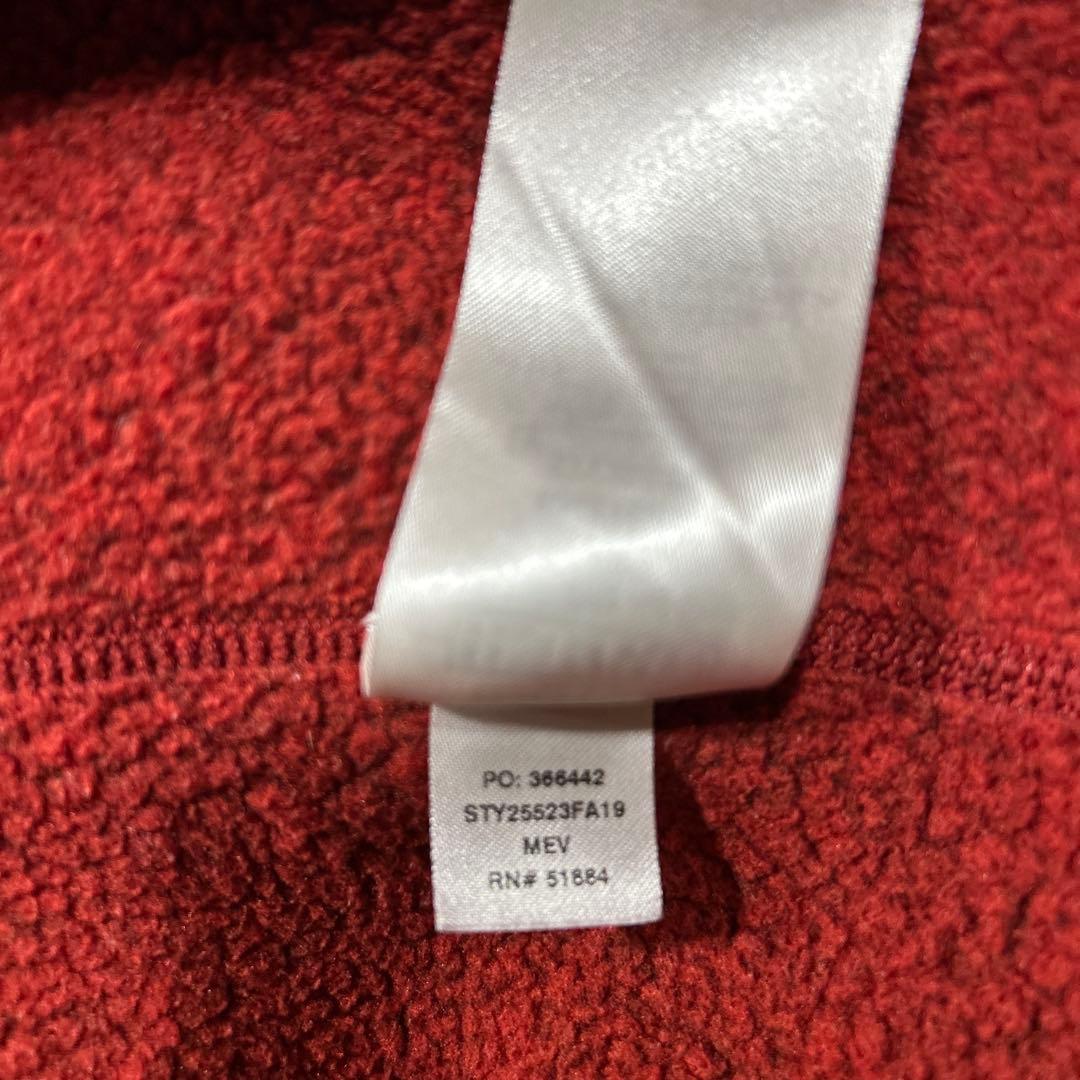 PO: 366442
STY25523FA19
MEV
RN# 51884